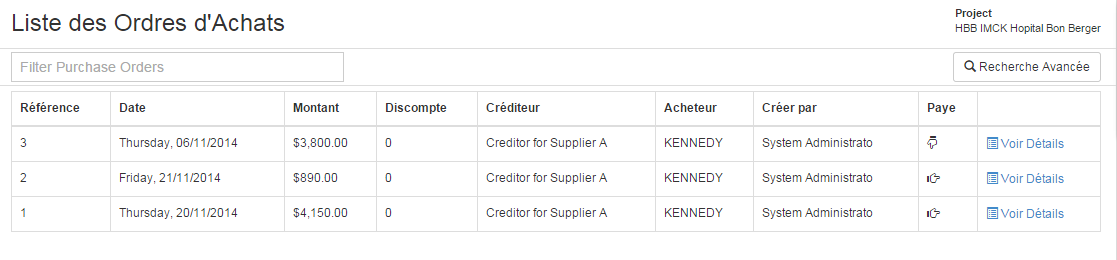 Liste des Ordres d'Achats
Project
HBB IMCK Hopital Bon Berger
Filter Purchase Orders
Recherche Avancée
Référence Date Montant Discompte Créditeur Acheteur Créer par Paye
3 Thursday, 06/11/2014 $3,800.00 0 Creditor for Supplier A KENNEDY System Administrato Voir Détails
2 Friday, 21/11/2014 $890.00 0 Creditor for Supplier A KENNEDY System Administrato Voir Détails
1 Thursday, 20/11/2014 $4,150.00 0 Creditor for Supplier A KENNEDY System Administrato Voir Détails